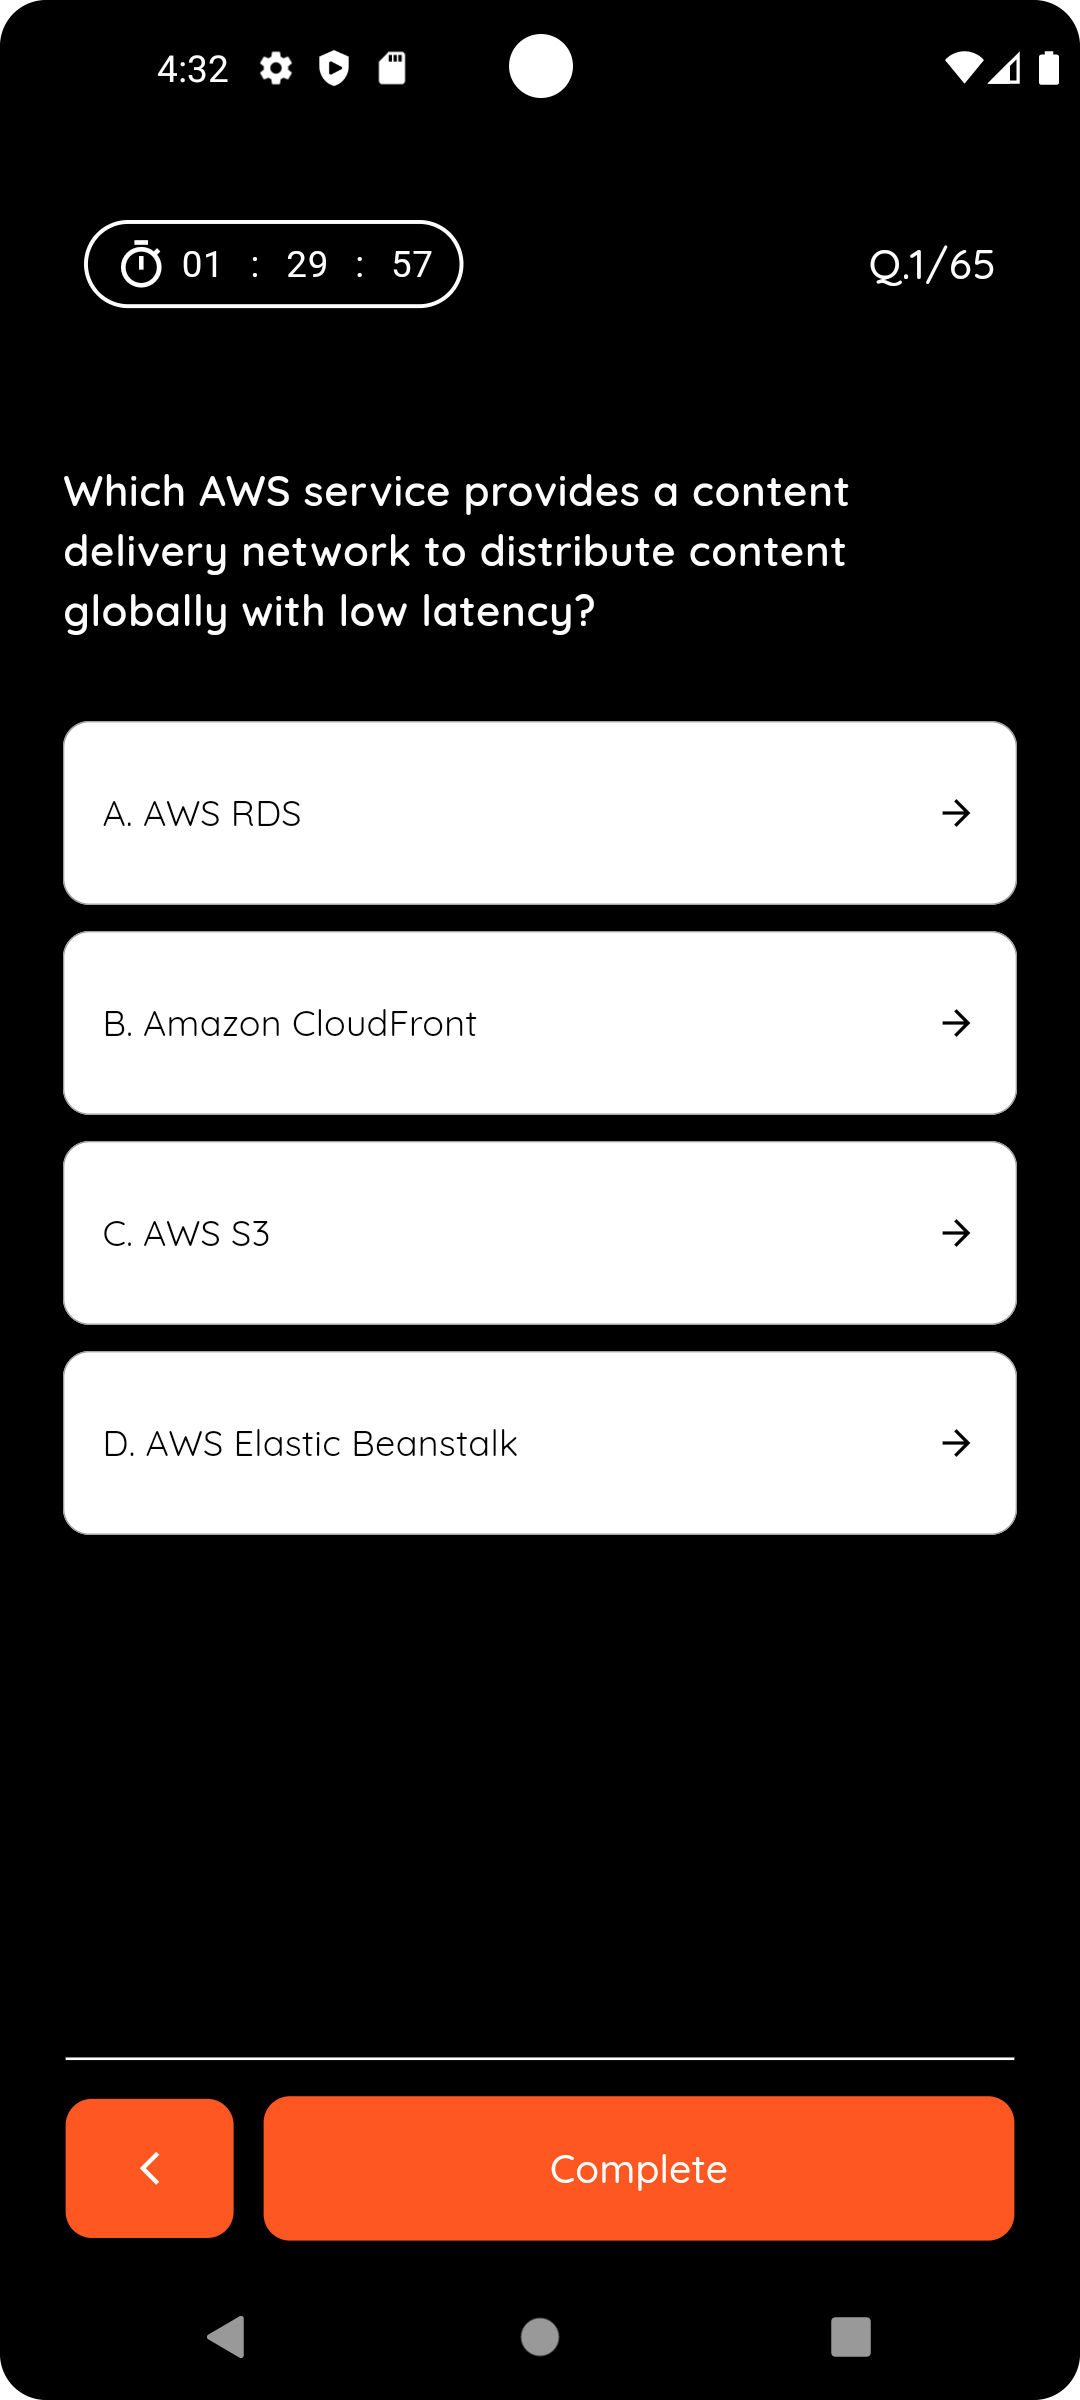 4:32
01 : 29 : 57
Q.1/65
Which AWS service provides a content
delivery network to distribute content
globally with low latency?
A. AWS RDS
B. Amazon CloudFront
C. AWS S3
D. AWS Elastic Beanstalk
Complete